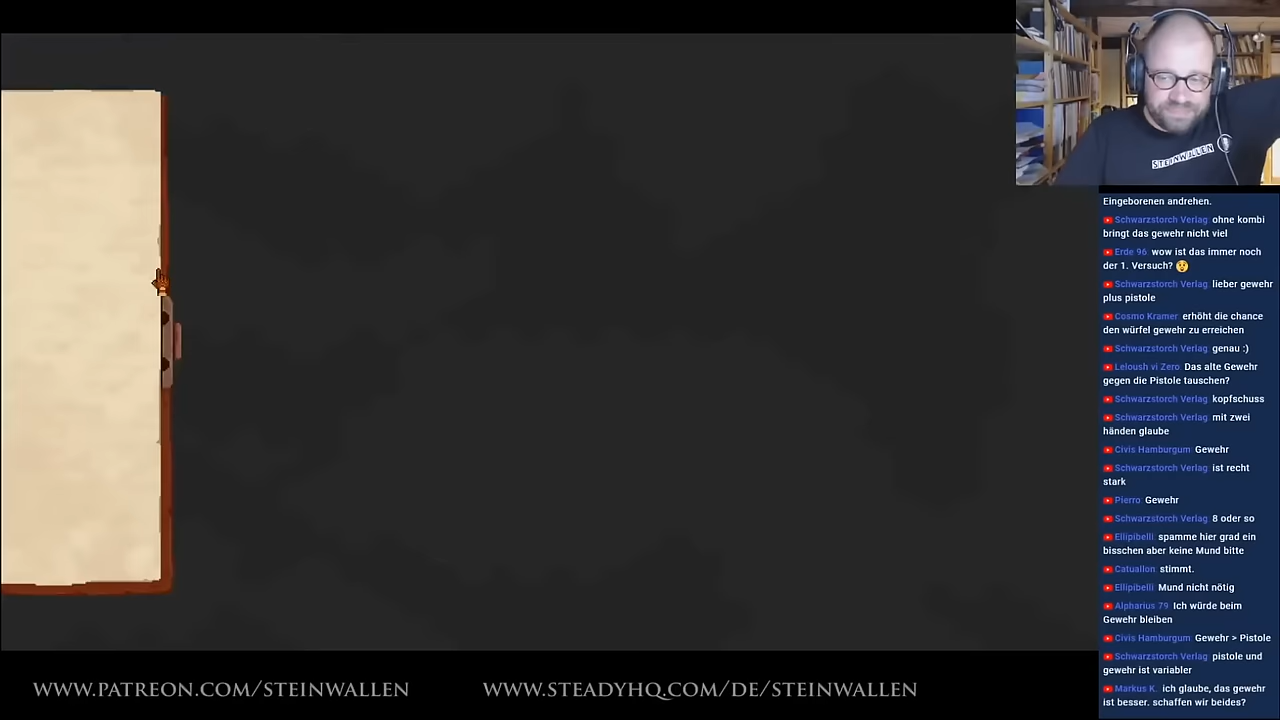 STEINWALLEN
Eingeborenen andrehen.
Schwarzstorch Verlag ohne kombi
bringt das gewehr nicht viel
Erde 96 wow ist das immer noch
der 1. Versuch? 😲
Schwarzstorch Verlag lieber gewehr
plus pistole
Cosmo Kramer erhöht die chance
den würfel gewehr zu erreichen
Schwarzstorch Verlag genau :)
Leloush vi Zero Das alte Gewehr
gegen die Pistole tauschen?
Schwarzstorch Verlag kopfschuss
Schwarzstorch Verlag mit zwei
händen glaube
Civis Hamburgum Gewehr
Schwarzstorch Verlag ist recht
stark
Pierro Gewehr
Schwarzstorch Verlag 8 oder so
Ellipibelli spamme hier grad ein
bisschen aber keine Mund bitte
Catuallon stimmt.
Ellipibelli Mund nicht nötig
Alpharius 79 Ich würde beim
Gewehr bleiben
Civis Hamburgum Gewehr > Pistole
Schwarzstorch Verlag pistole und
gewehr ist variabler
Markus K. ich glaube, das gewehr
ist besser. schaffen wir beides?
WWW.PATREON.COM/STEINWALLEN
WWW.STEADYHQ.COM/DE/STEINWALLEN